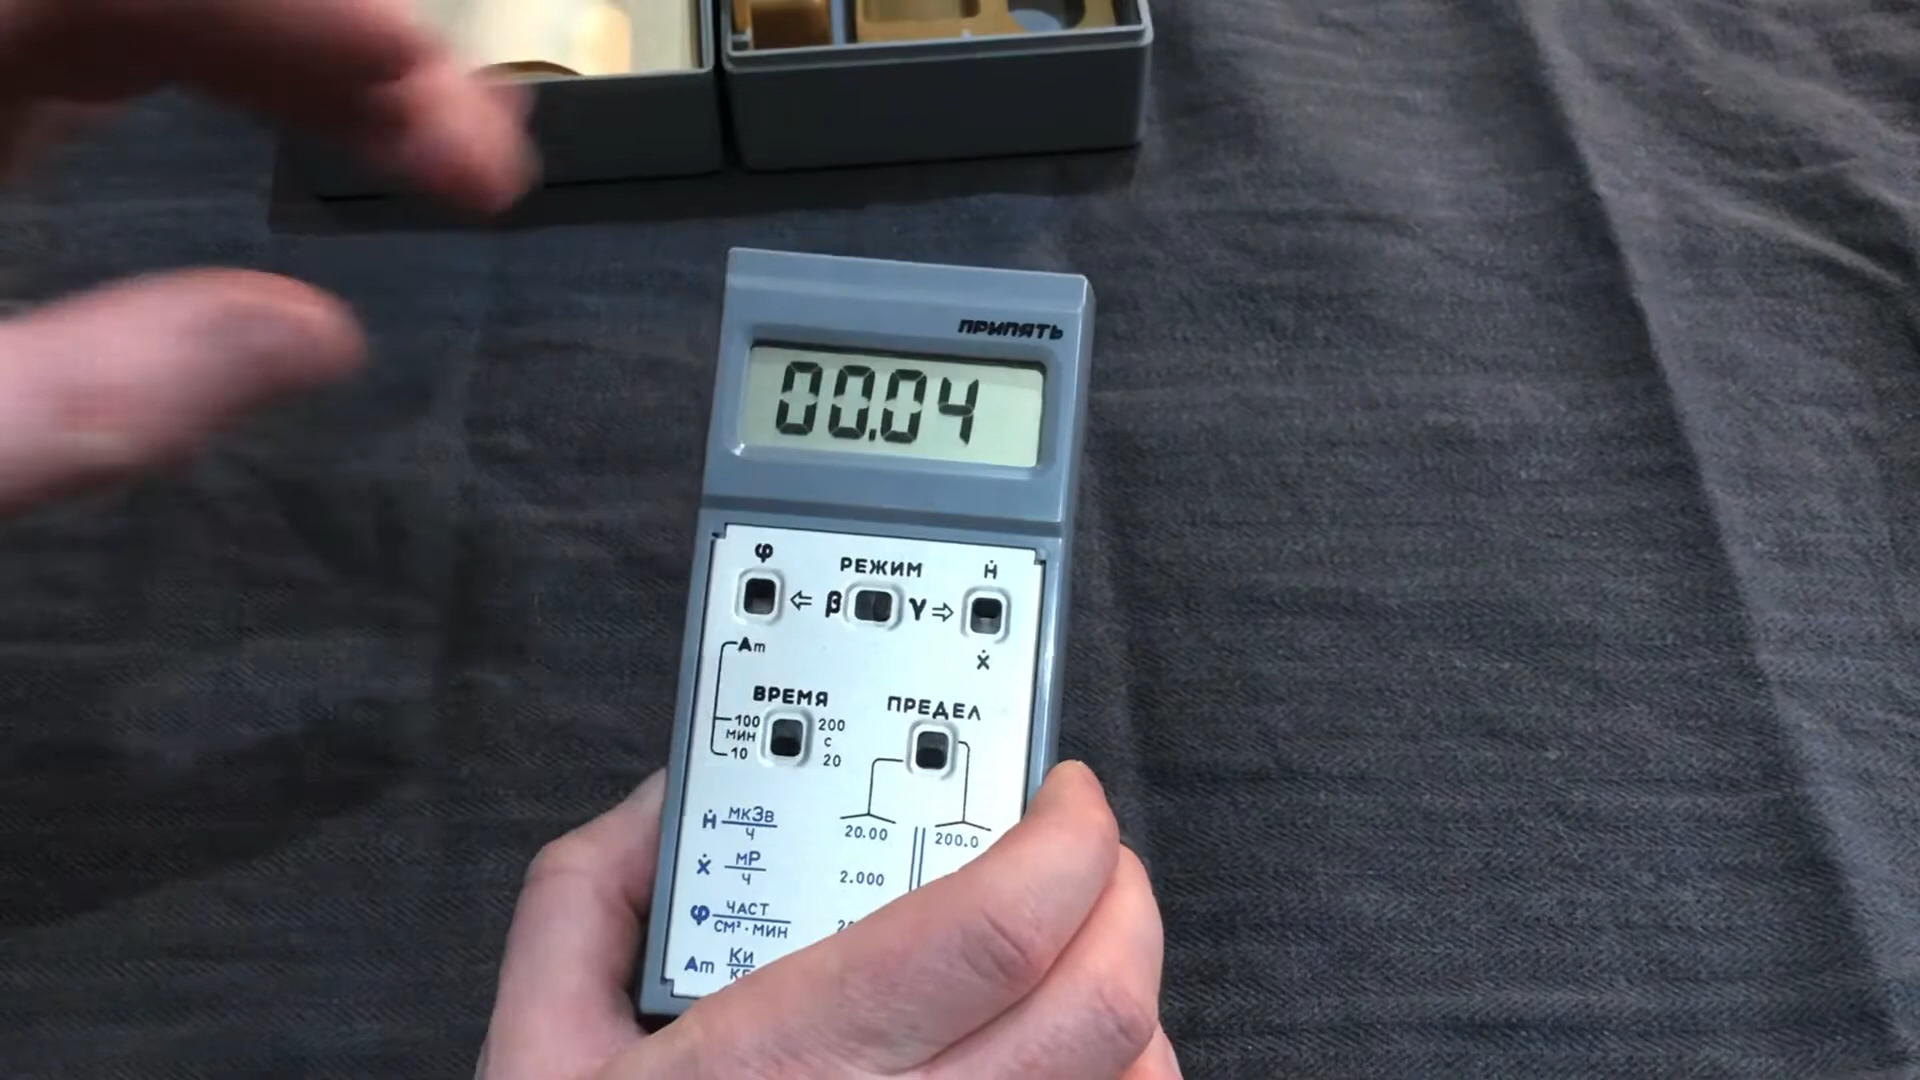 ПРИПЯТЬ
00.04
φ РЕЖИМ Ḣ
⇦ β γ ⇨
Am Ẋ
ВРЕМЯ ПРЕДЕЛ
100 200
МИН с
10 20
Ḣ мкЗв/ч 20.00 200.0
Ẋ мР/ч 2.000
φ ЧАСТ/СМ²·МИН
Am Ки